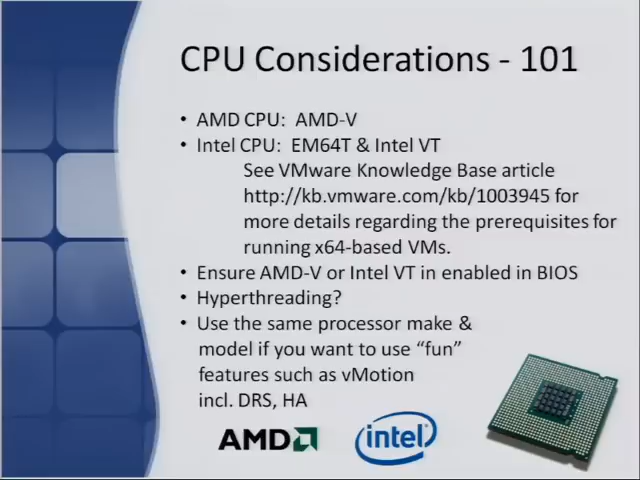 CPU Considerations - 101
• AMD CPU: AMD-V
• Intel CPU: EM64T & Intel VT
See VMware Knowledge Base article
http://kb.vmware.com/kb/1003945 for
more details regarding the prerequisites for
running x64-based VMs.
• Ensure AMD-V or Intel VT in enabled in BIOS
• Hyperthreading?
• Use the same processor make &
model if you want to use “fun”
features such as vMotion
incl. DRS, HA
AMD
intel